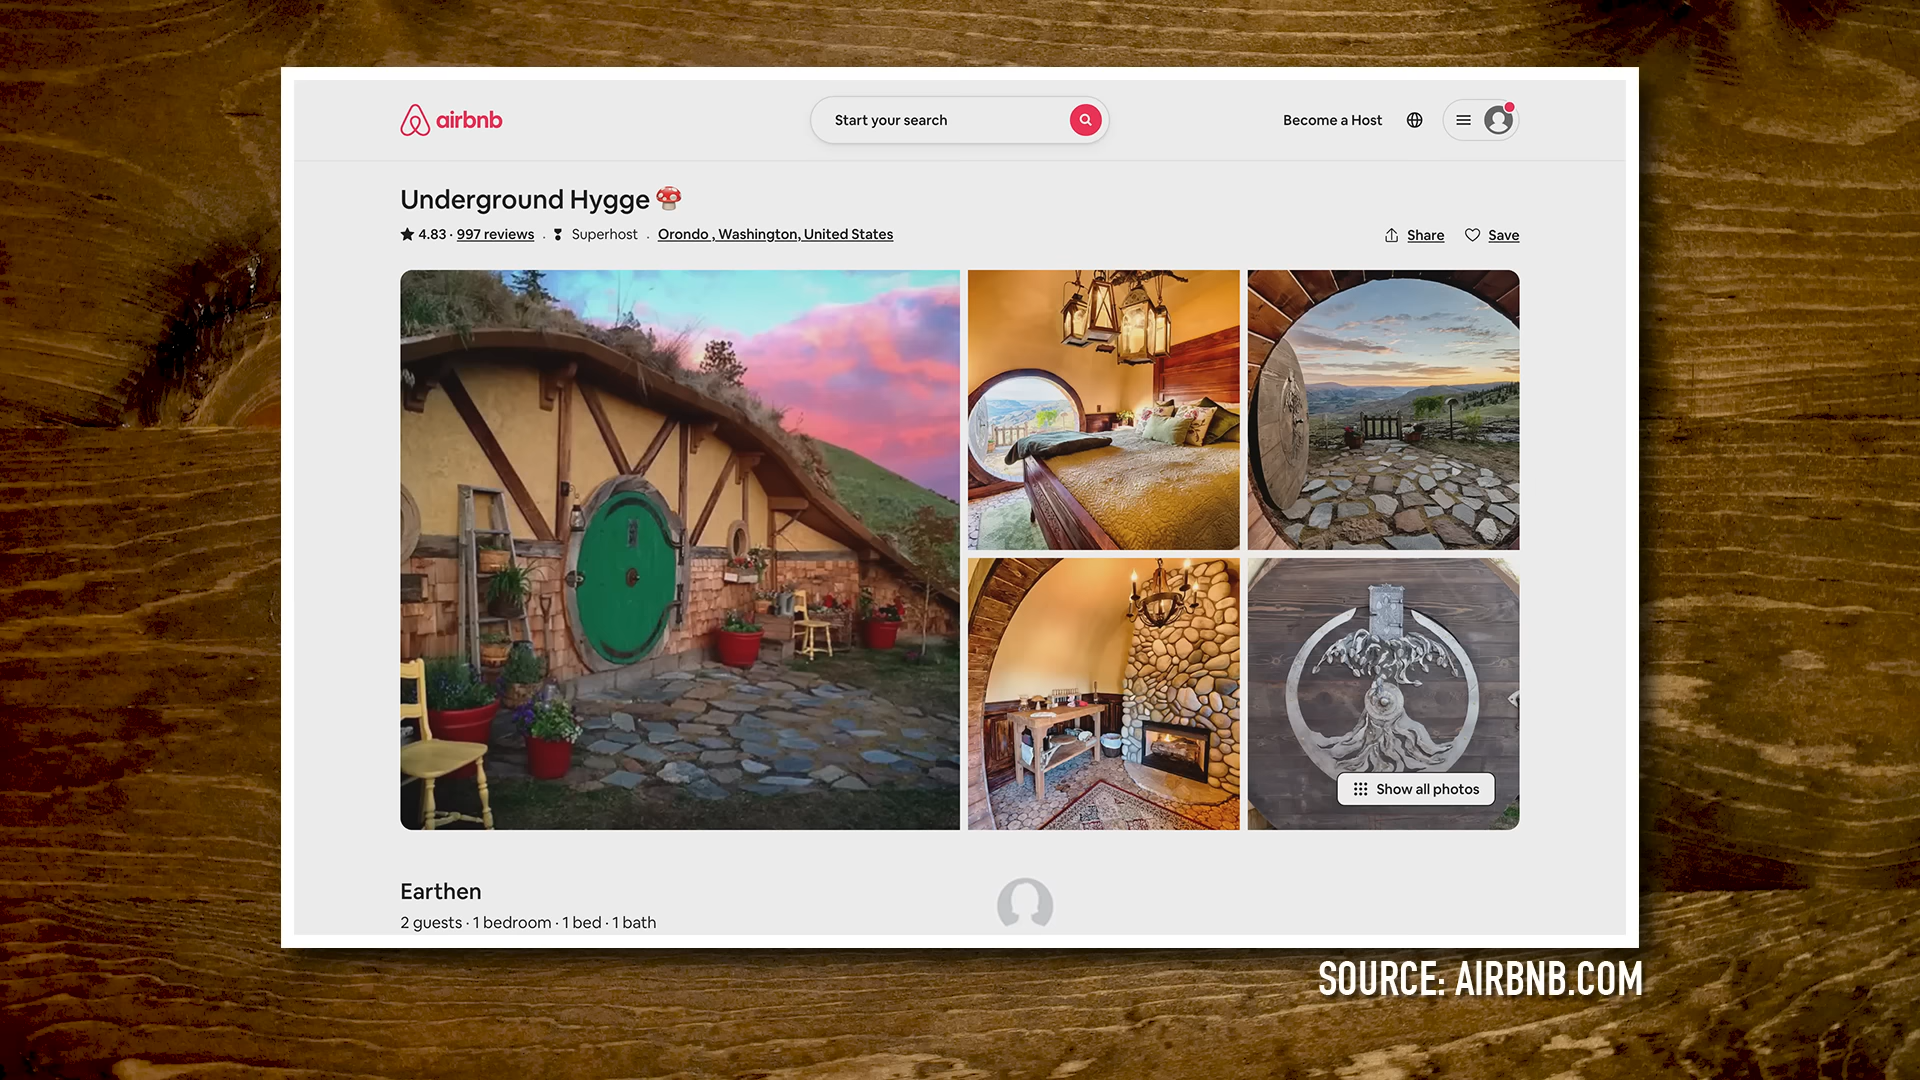 airbnb
Start your search
Become a Host
Underground Hygge
4.83 · 997 reviews . Superhost . Orondo , Washington, United States
Share
Save
Show all photos
Earthen
2 guests · 1 bedroom · 1 bed · 1 bath
SOURCE: AIRBNB.COM